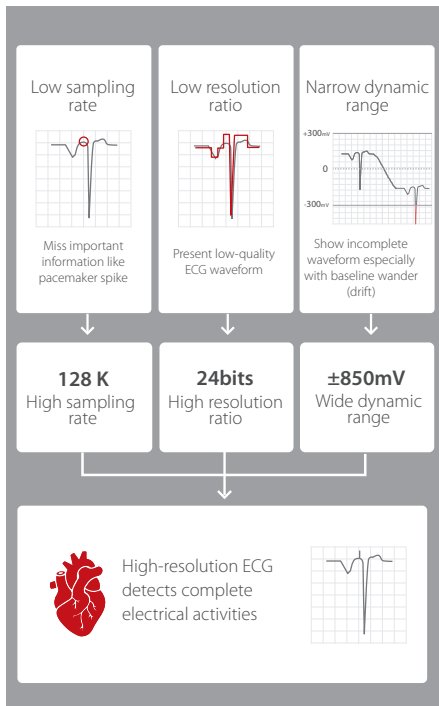 Low sampling
rate
Miss important
information like
pacemaker spike
Low resolution
ratio
Present low-quality
ECG waveform
Narrow dynamic
range
+300mV
0
-300mV
Show incomplete
waveform especially
with baseline wander
(drift)
128 K
High sampling
rate
24bits
High resolution
ratio
±850mV
Wide dynamic
range
High-resolution ECG
detects complete
electrical activities